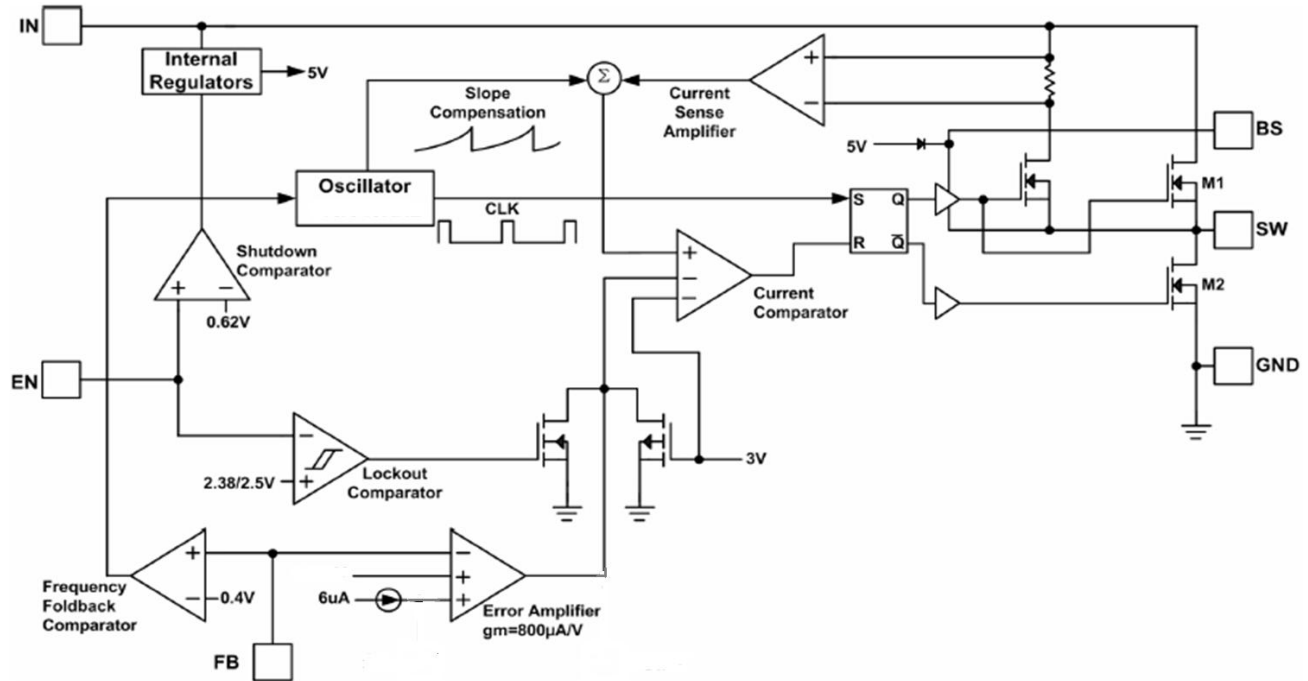 IN
Internal
Regulators
5V
Σ
+
−
Current
Sense
Amplifier
Slope
Compensation
5V
BS
Oscillator
CLK
S Q
R Q̅
M1
SW
Shutdown
Comparator
+ −
0.62V
+
−
−
Current
Comparator
M2
EN
GND
−
+
2.38/2.5V
Lockout
Comparator
3V
+
−
0.4V
Frequency
Foldback
Comparator
−
+
+
6uA
Error Amplifier
gm=800µA/V
FB